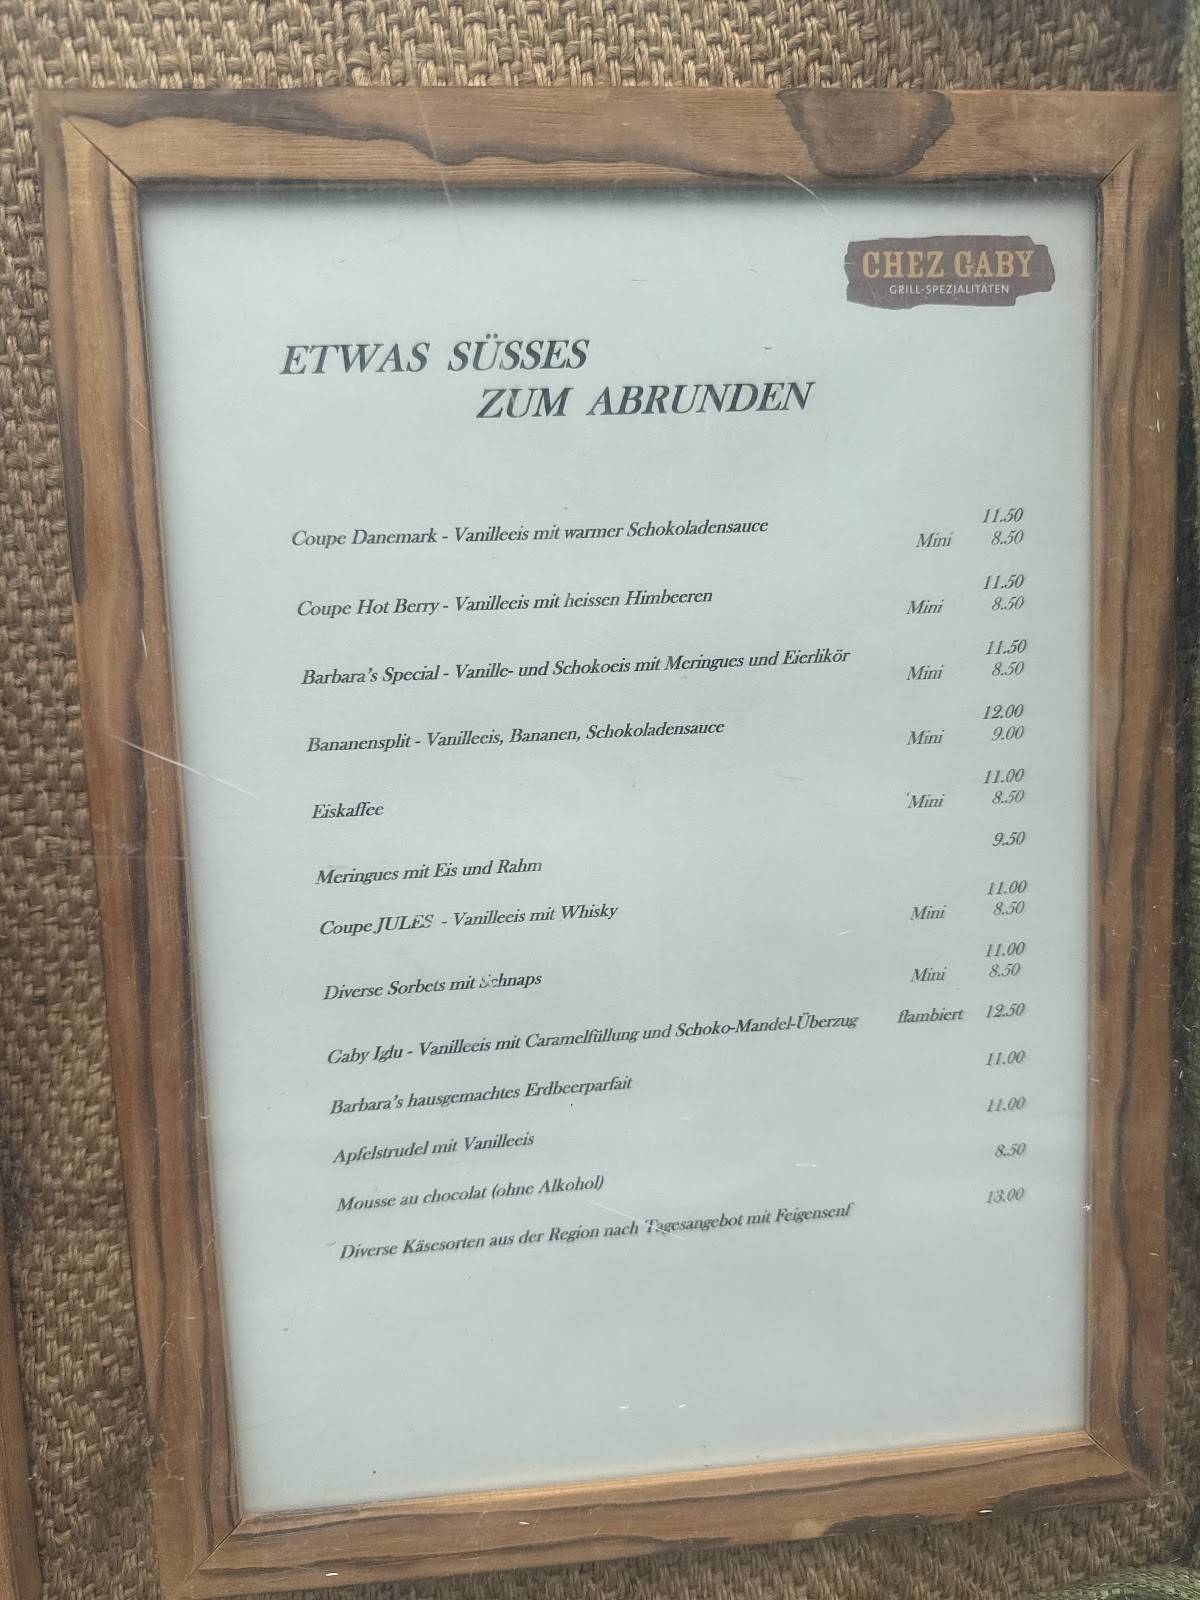 CHEZ GABY
GRILL-SPEZIALITÄTEN
ETWAS SÜSSES
ZUM ABRUNDEN
Coupe Danemark - Vanilleeis mit warmer Schokoladensauce 11.50
Mini 8.50
Coupe Hot Berry - Vanilleeis mit heissen Himbeeren 11.50
Mini 8.50
Barbara's Special - Vanille- und Schokoeis mit Meringues und Eierlikör 11.50
Mini 8.50
Bananensplit - Vanilleeis, Bananen, Schokoladensauce 12.00
Mini 9.00
Eiskaffee 11.00
Mini 8.50
Meringues mit Eis und Rahm 9.50
Coupe JULES - Vanilleeis mit Whisky 11.00
Mini 8.50
Diverse Sorbets mit Schnaps 11.00
Mini 8.50
Gaby Iglu - Vanilleeis mit Caramelfüllung und Schoko-Mandel-Überzug flambiert 12.50
Barbara's hausgemachtes Erdbeerparfait 11.00
Apfelstrudel mit Vanilleeis 11.00
Mousse au chocolat (ohne Alkohol) 8.50
Diverse Käsesorten aus der Region nach Tagesangebot mit Feigensenf 13.00